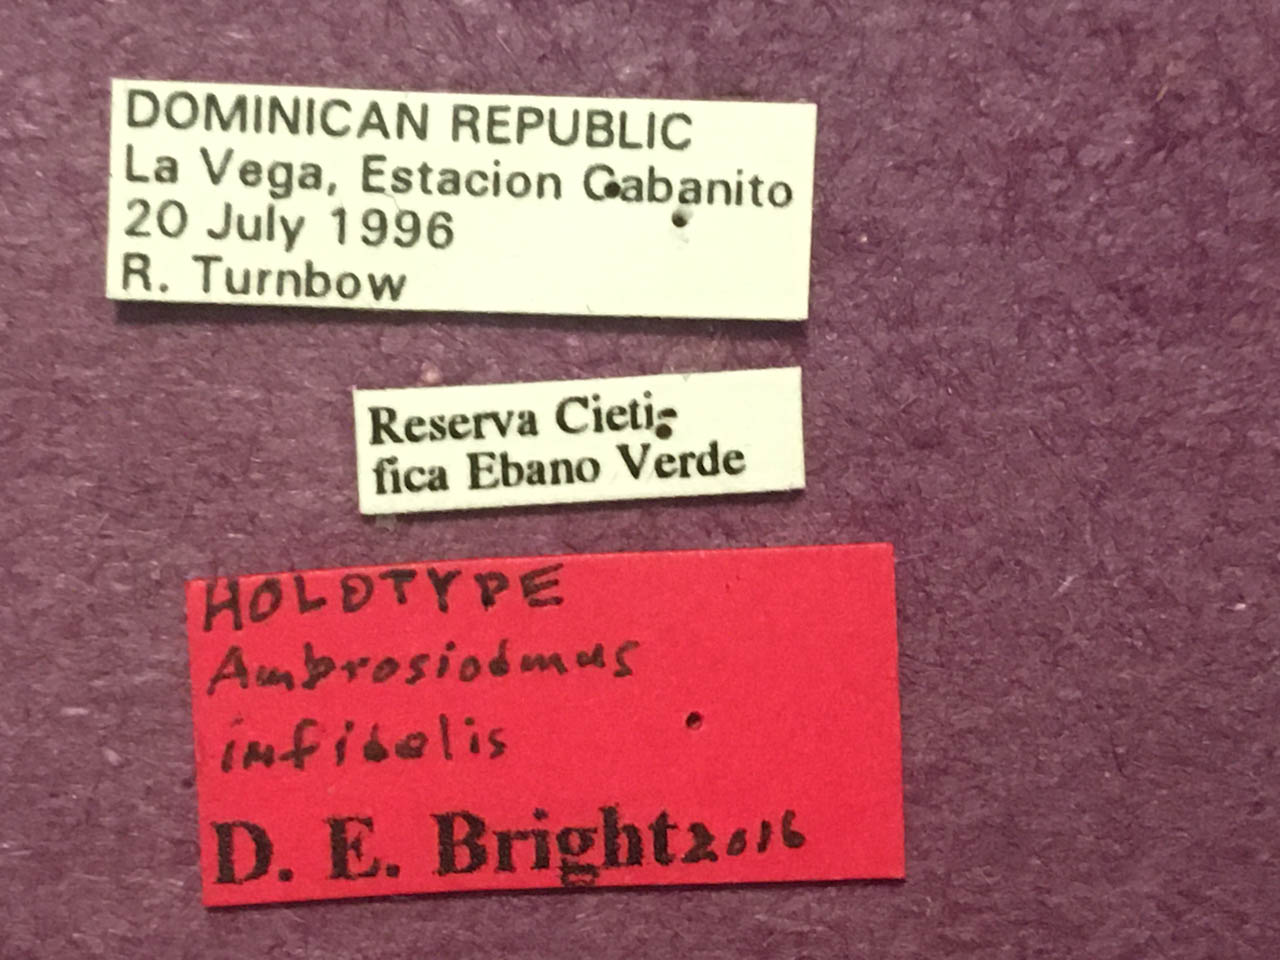 DOMINICAN REPUBLIC
La Vega, Estacion Cabanito
20 July 1996
R. Turnbow
Reserva Cieti-
fica Ebano Verde
HOLOTYPE
Ambrosiodmus
infidelis
D. E. Bright 2016